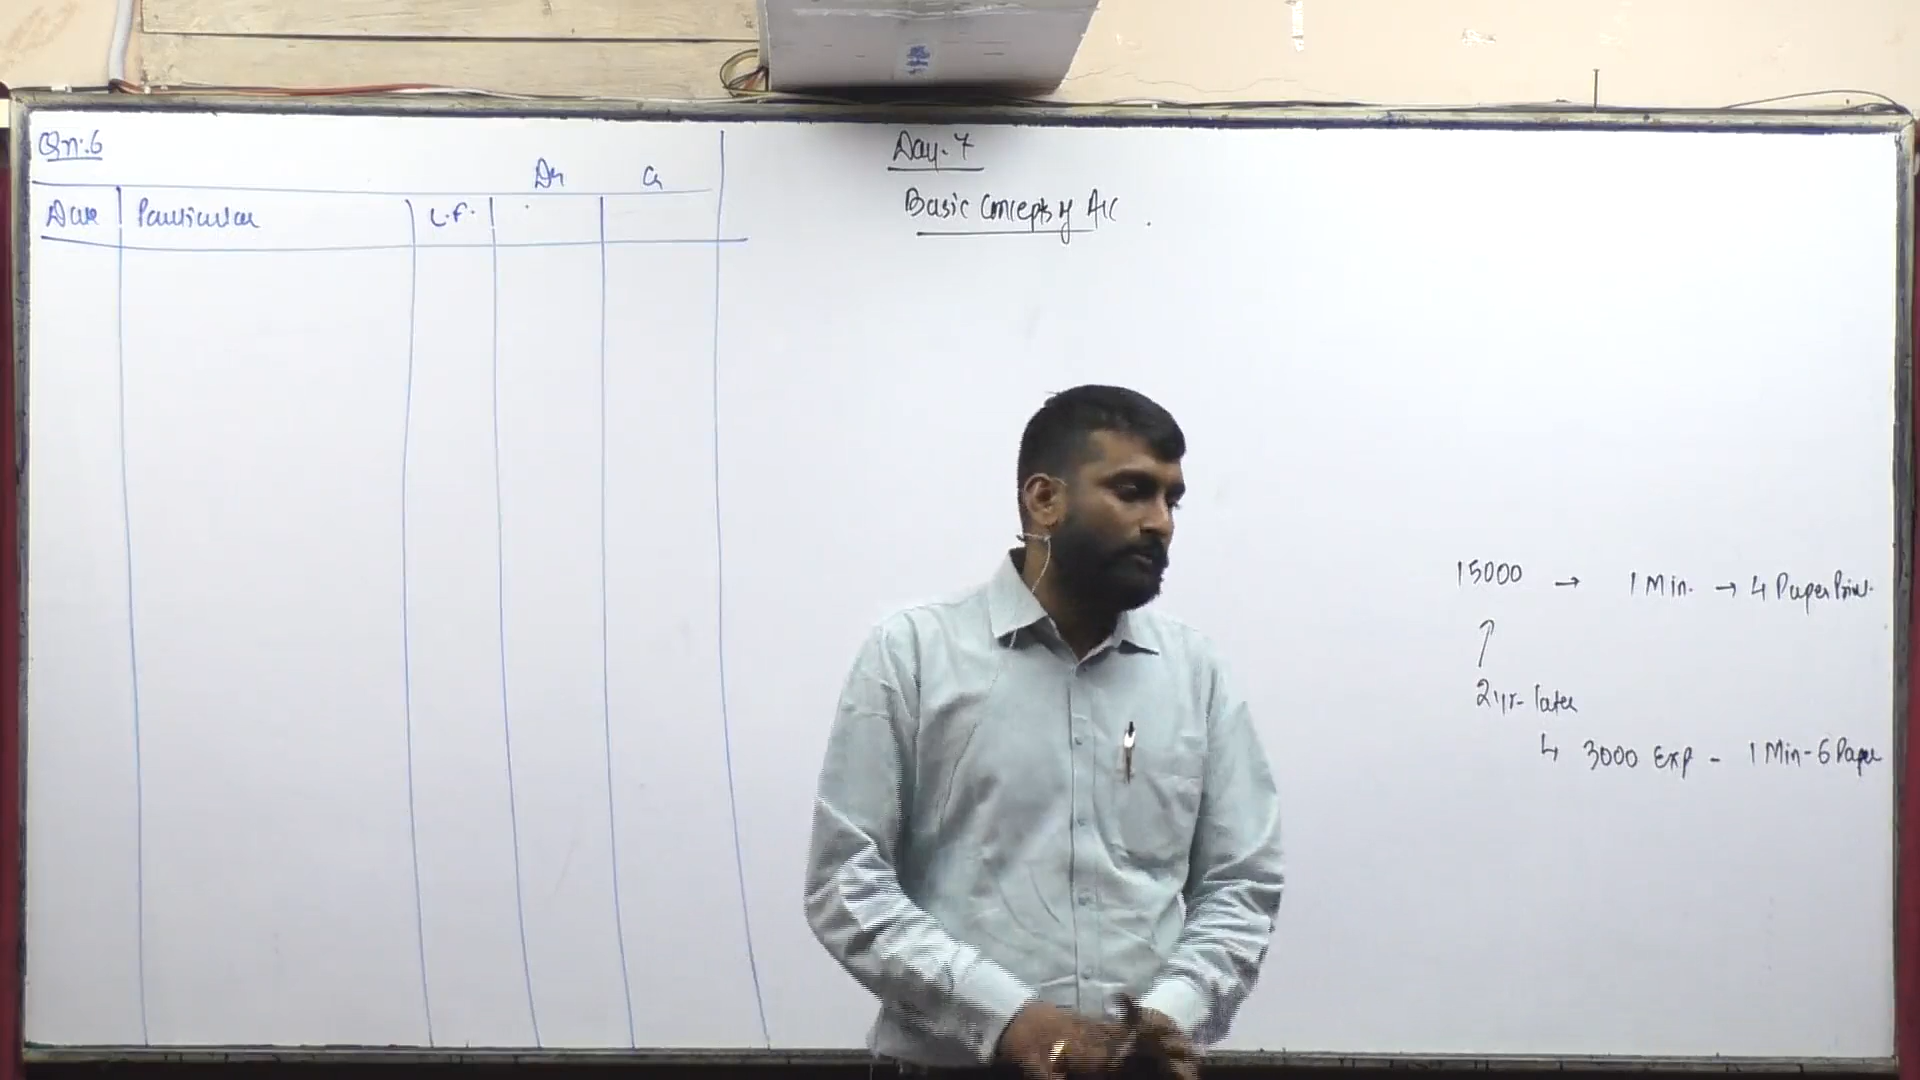 Qn:6
Dr Cr
Date Particular L.F.
Day. 7
Basic Concepts of A/c
15000 → 1 Min. → 4 Paper Print.
↑
2 yr. later
↳ 3000 Exp - 1 Min - 6 Paper